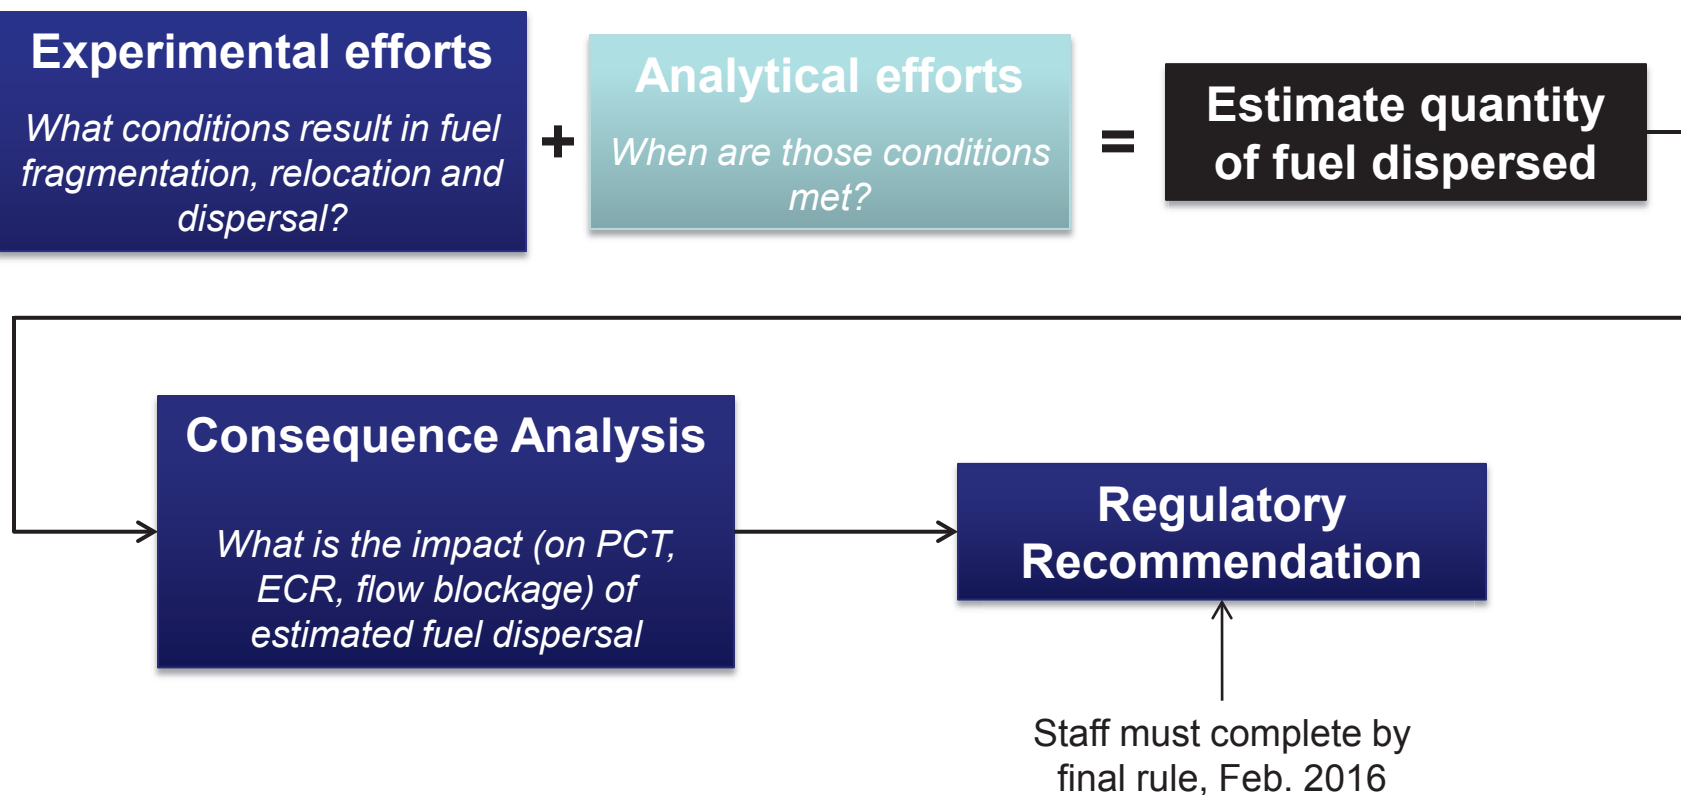 Experimental efforts
What conditions result in fuel
fragmentation, relocation and
dispersal?
+
Analytical efforts
When are those conditions
met?
=
Estimate quantity
of fuel dispersed
Consequence Analysis
What is the impact (on PCT,
ECR, flow blockage) of
estimated fuel dispersal
Regulatory
Recommendation
Staff must complete by
final rule, Feb. 2016